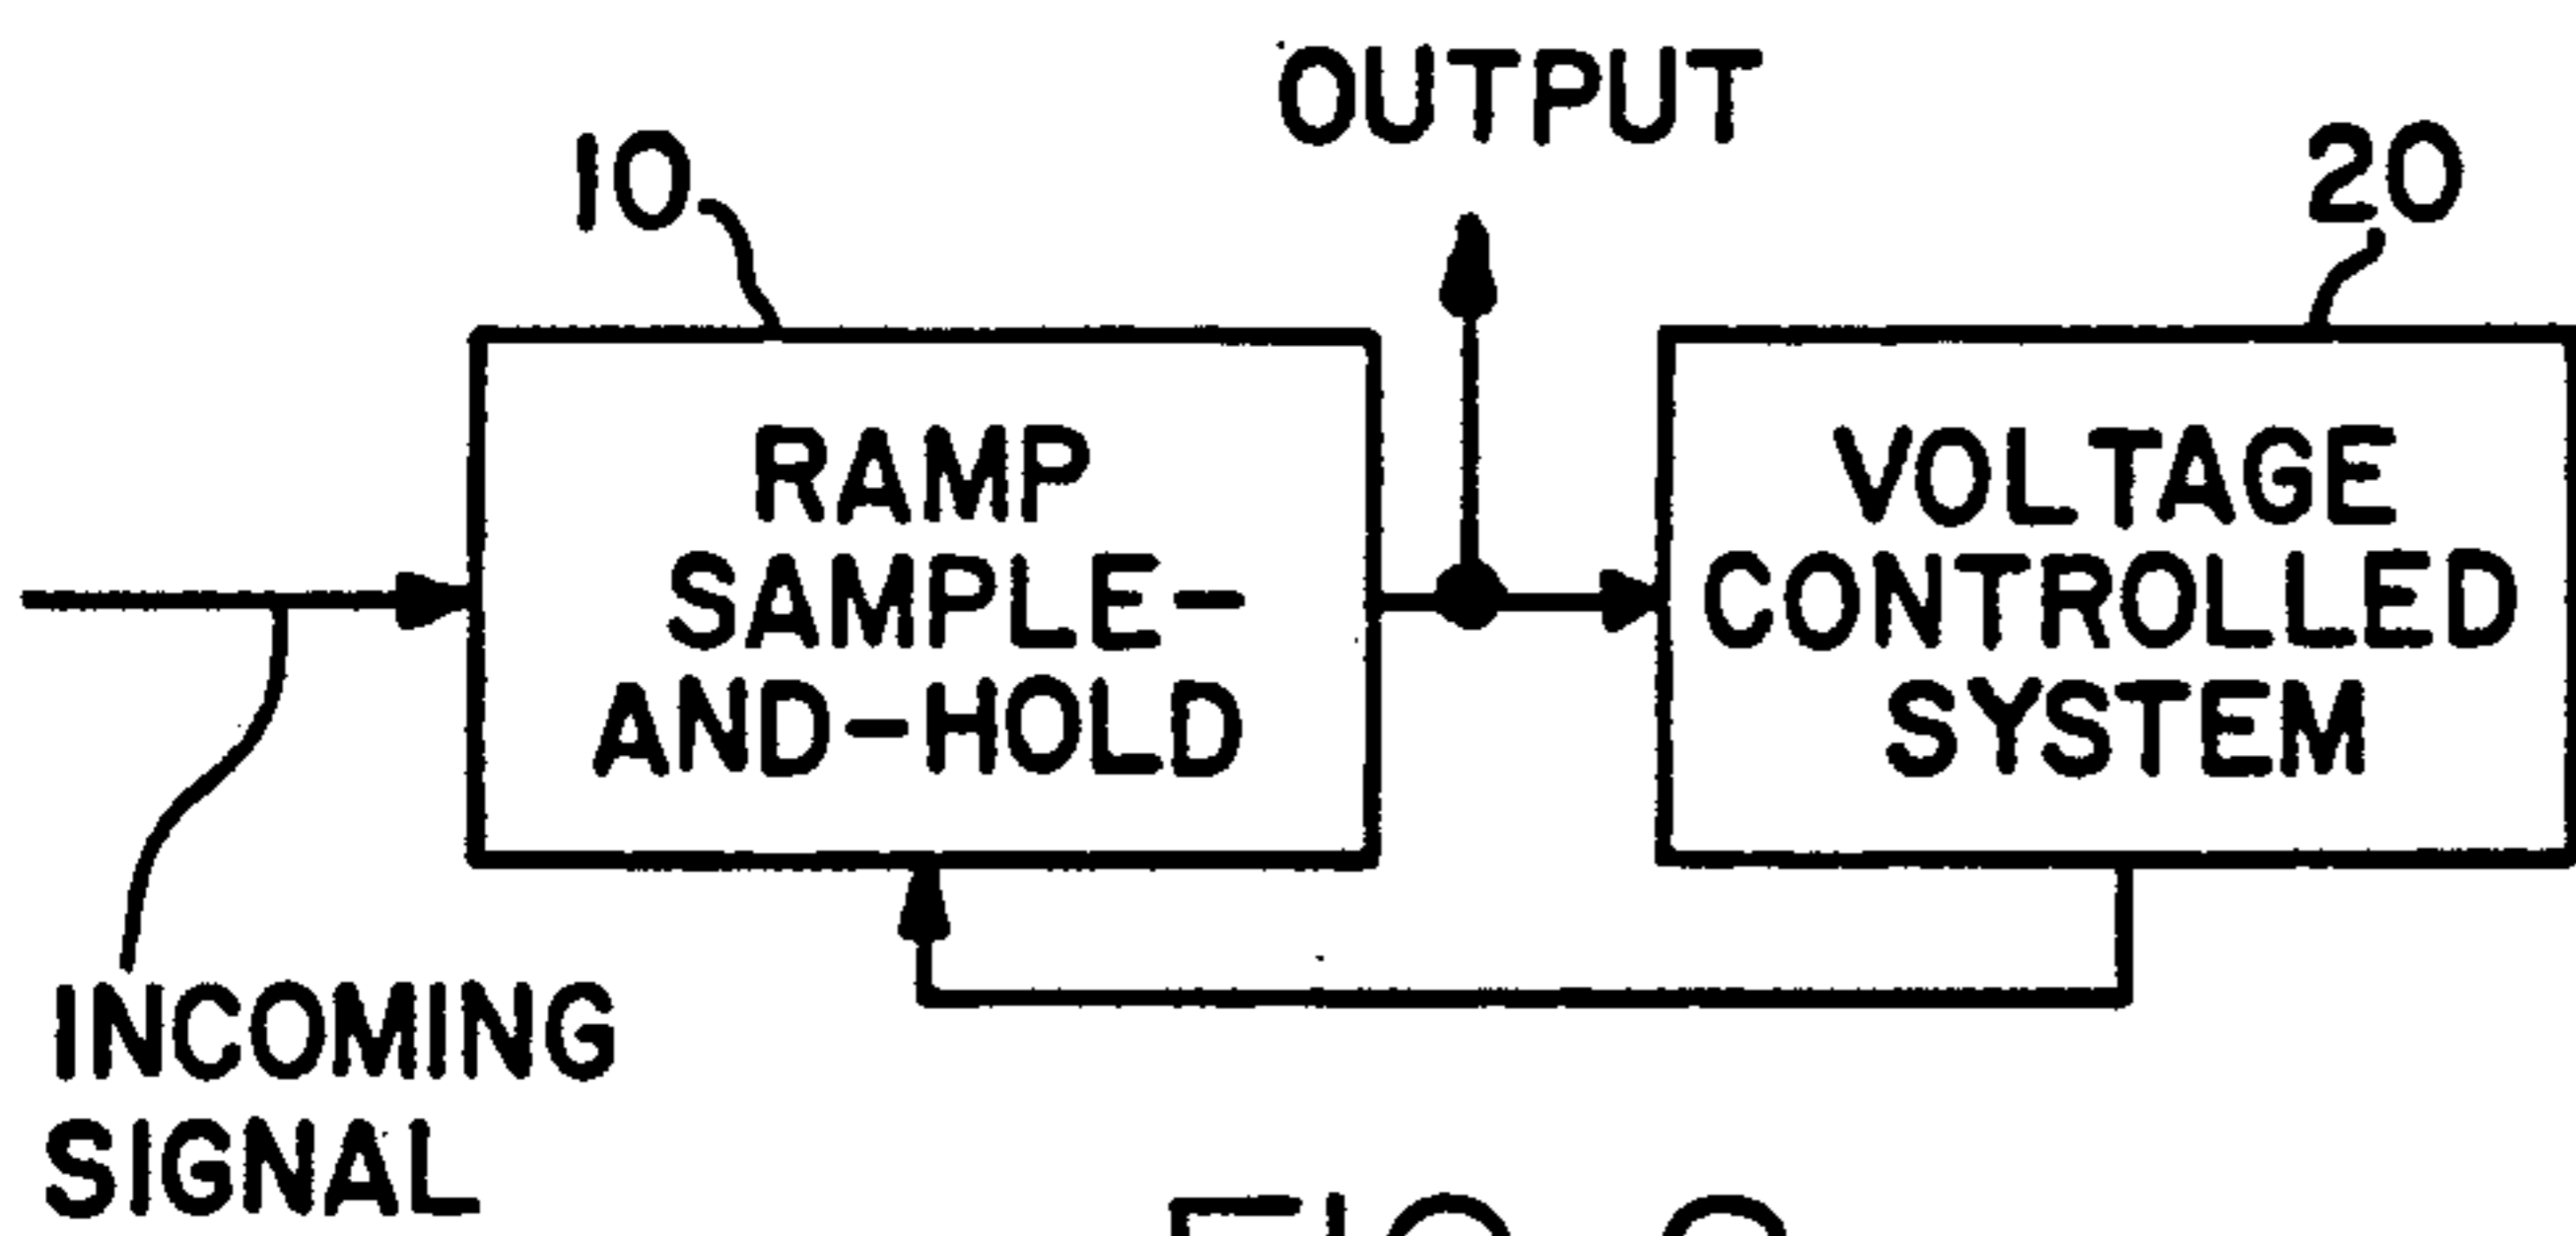 OUTPUT
10
20
RAMP
SAMPLE-
AND-HOLD
VOLTAGE
CONTROLLED
SYSTEM
INCOMING
SIGNAL